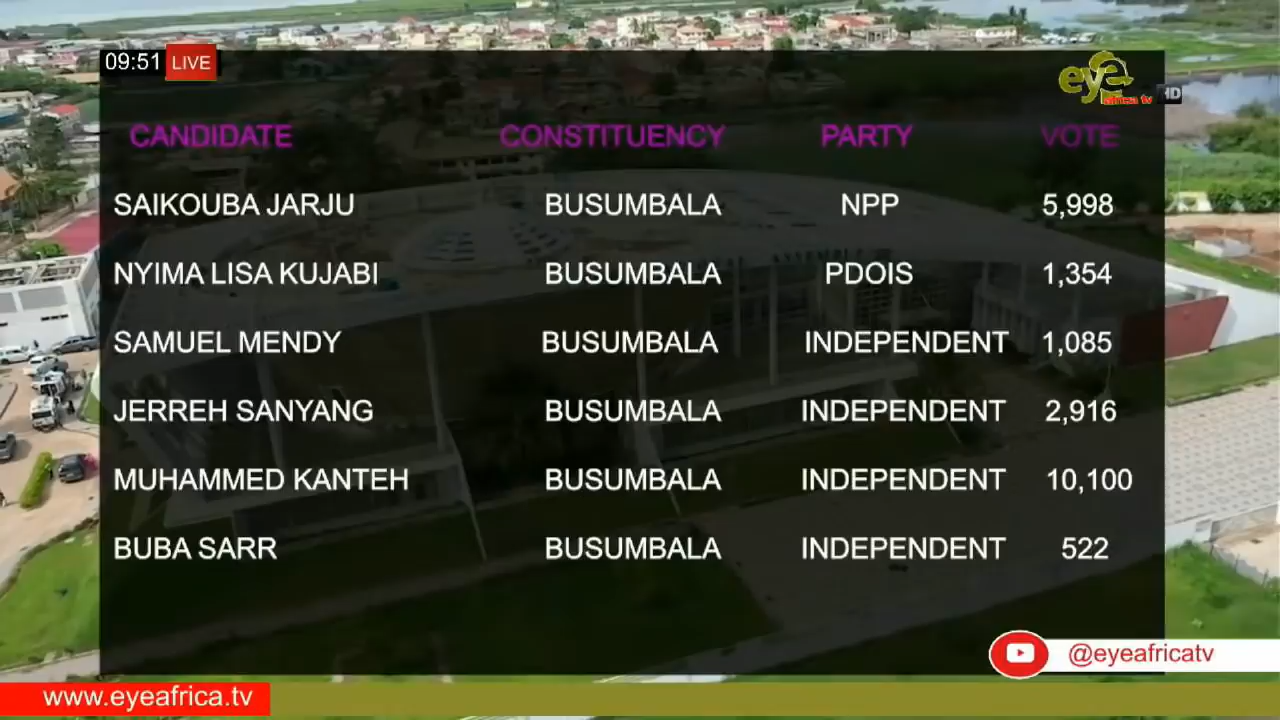 09:51 LIVE
eye africa tv HD
CANDIDATE CONSTITUENCY PARTY VOTE
SAIKOUBA JARJU BUSUMBALA NPP 5,998
NYIMA LISA KUJABI BUSUMBALA PDOIS 1,354
SAMUEL MENDY BUSUMBALA INDEPENDENT 1,085
JERREH SANYANG BUSUMBALA INDEPENDENT 2,916
MUHAMMED KANTEH BUSUMBALA INDEPENDENT 10,100
BUBA SARR BUSUMBALA INDEPENDENT 522
@eyeafricatv
www.eyeafrica.tv